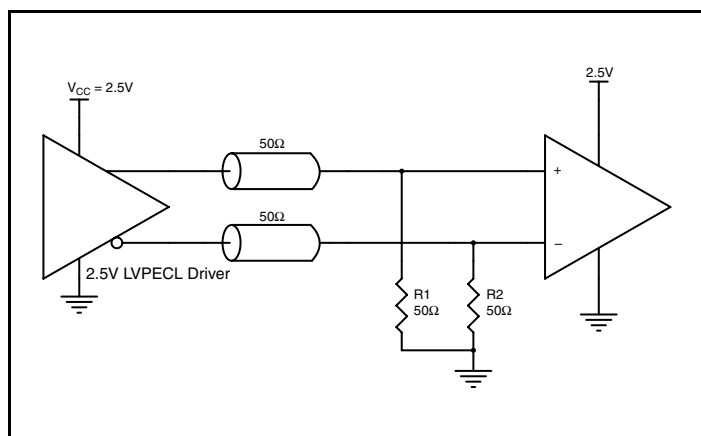 V_CC = 2.5V
2.5V
50Ω
+
50Ω
–
2.5V LVPECL Driver
R1
50Ω
R2
50Ω